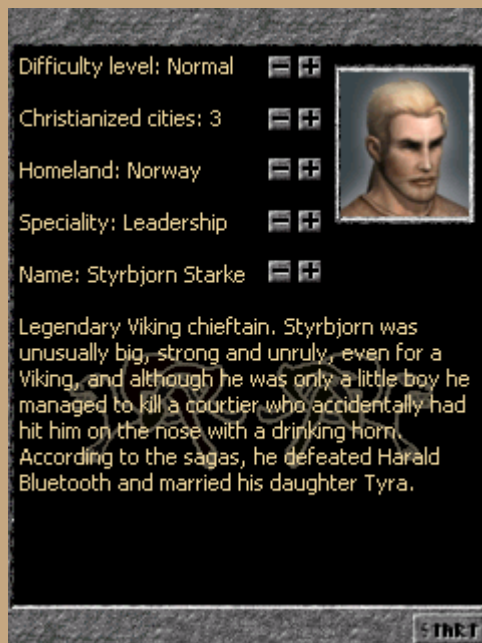 Difficulty level: Normal
Christianized cities: 3
Homeland: Norway
Speciality: Leadership
Name: Styrbjorn Starke
Legendary Viking chieftain. Styrbjorn was
unusually big, strong and unruly, even for a
Viking, and although he was only a little boy he
managed to kill a courtier who accidentally had
hit him on the nose with a drinking horn.
According to the sagas, he defeated Harald
Bluetooth and married his daughter Tyra.
START